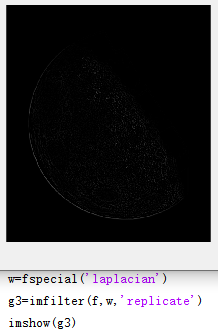 w=fspecial('laplacian')
g3=imfilter(f,w,'replicate')
imshow(g3)